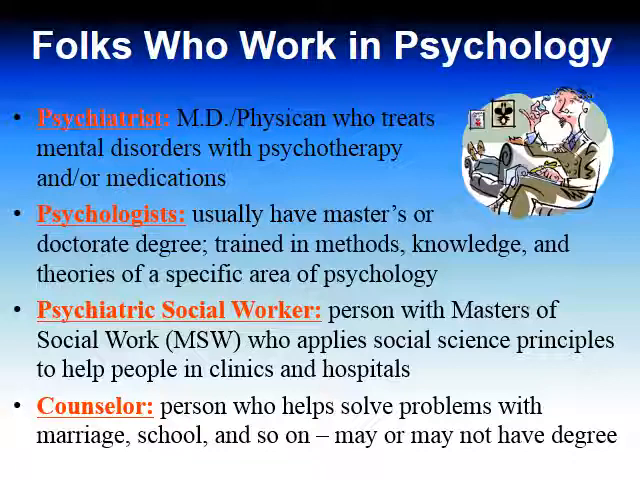 Folks Who Work in Psychology
• Psychiatrist: M.D./Physican who treats
mental disorders with psychotherapy
and/or medications
• Psychologists: usually have master’s or
doctorate degree; trained in methods, knowledge, and
theories of a specific area of psychology
• Psychiatric Social Worker: person with Masters of
Social Work (MSW) who applies social science principles
to help people in clinics and hospitals
• Counselor: person who helps solve problems with
marriage, school, and so on – may or may not have degree